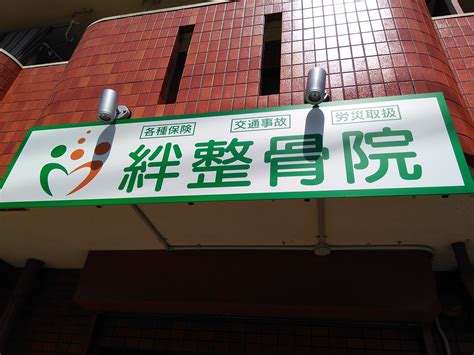 各種保険 交通事故 労災取扱
絆整骨院